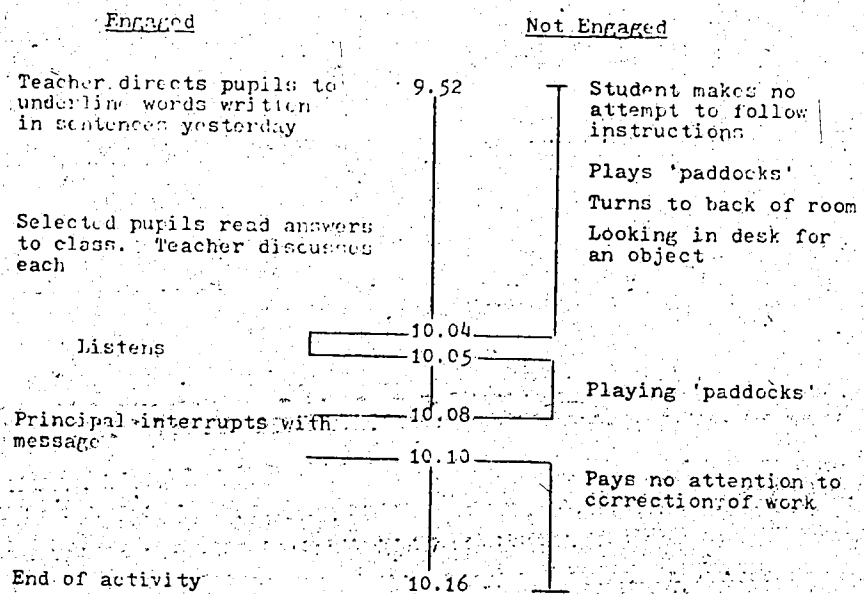 Engaged
Not Engaged
Teacher directs pupils to
underline words written
in sentences yesterday
9.52
Student makes no
attempt to follow
instructions
Plays 'paddocks'
Turns to back of room
Looking in desk for
an object
Selected pupils read answers
to class. Teacher discusses
each
10.04
Listens
10.05
Playing 'paddocks'
Principal interrupts with
message
10.08
10.10
Pays no attention to
correction of work
End of activity
10.16